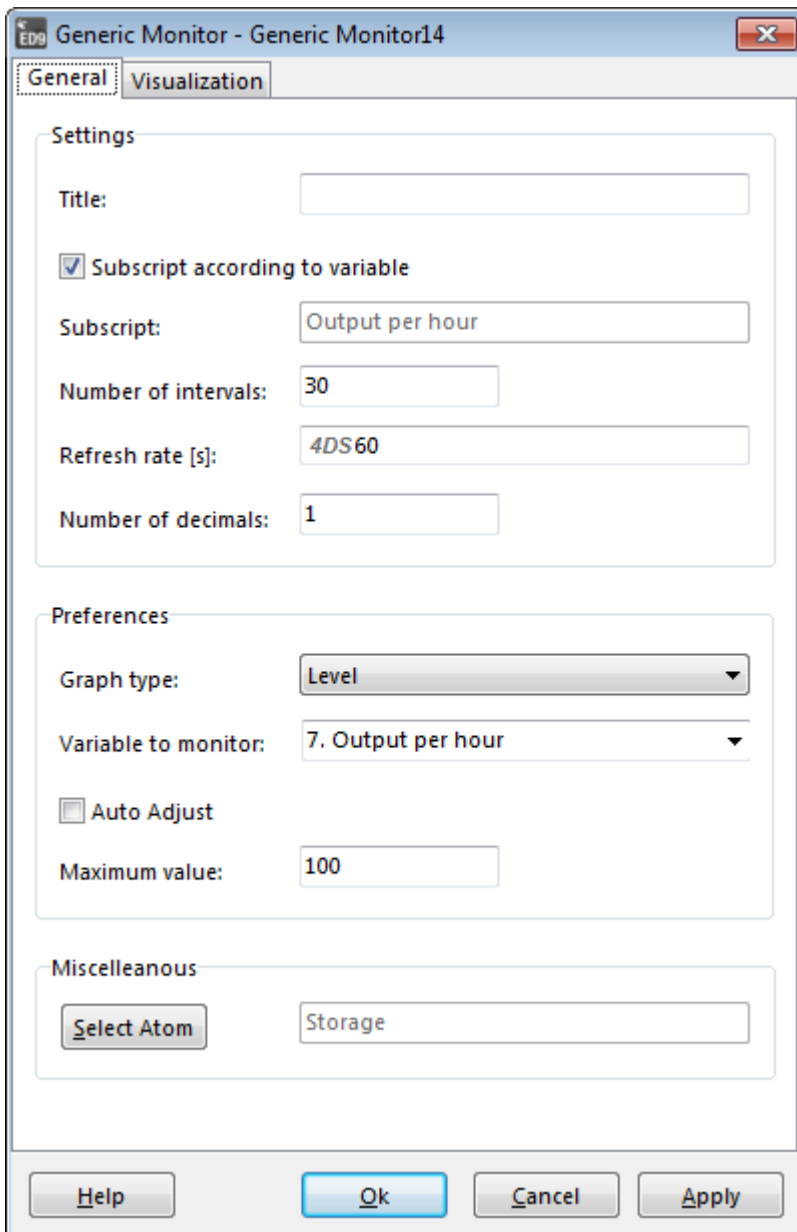 ED9 Generic Monitor - Generic Monitor14
General Visualization
Settings
Title:
Subscript according to variable
Subscript: Output per hour
Number of intervals: 30
Refresh rate [s]: 4DS60
Number of decimals: 1
Preferences
Graph type: Level
Variable to monitor: 7. Output per hour
Auto Adjust
Maximum value: 100
Miscelleanous
Select Atom Storage
Help Ok Cancel Apply